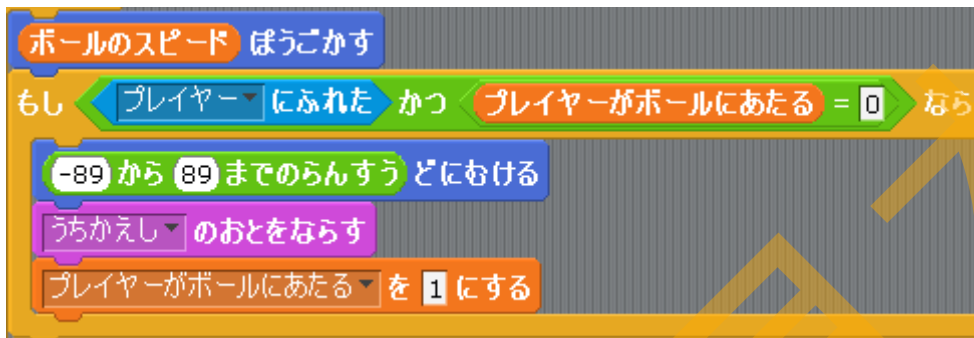 ボールのスピード ぽうごかす
もし プレイヤー にふれた かつ プレイヤーがボールにあたる = 0 なら
-89 から 89 までのらんすう どにむける
うちかえし のおとをならす
プレイヤーがボールにあたる を 1 にする